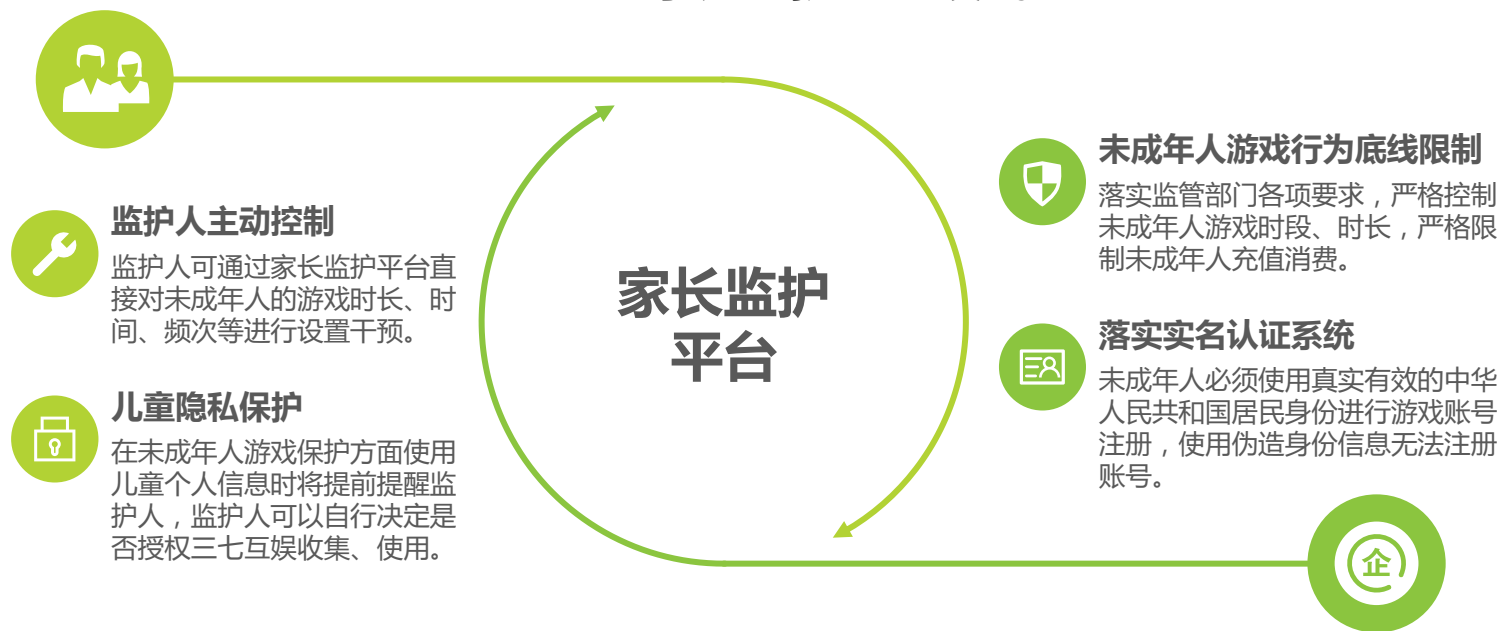 监护人主动控制
监护人可通过家长监护平台直
接对未成年人的游戏时长、时
间、频次等进行设置干预。
儿童隐私保护
在未成年人游戏保护方面使用
儿童个人信息时将提前提醒监
护人，监护人可以自行决定是
否授权三七互娱收集、使用。
家长监护
平台
未成年人游戏行为底线限制
落实监管部门各项要求，严格控制
未成年人游戏时段、时长，严格限
制未成年人充值消费。
落实实名认证系统
未成年人必须使用真实有效的中华
人民共和国居民身份进行游戏账号
注册，使用伪造身份信息无法注册
账号。
企